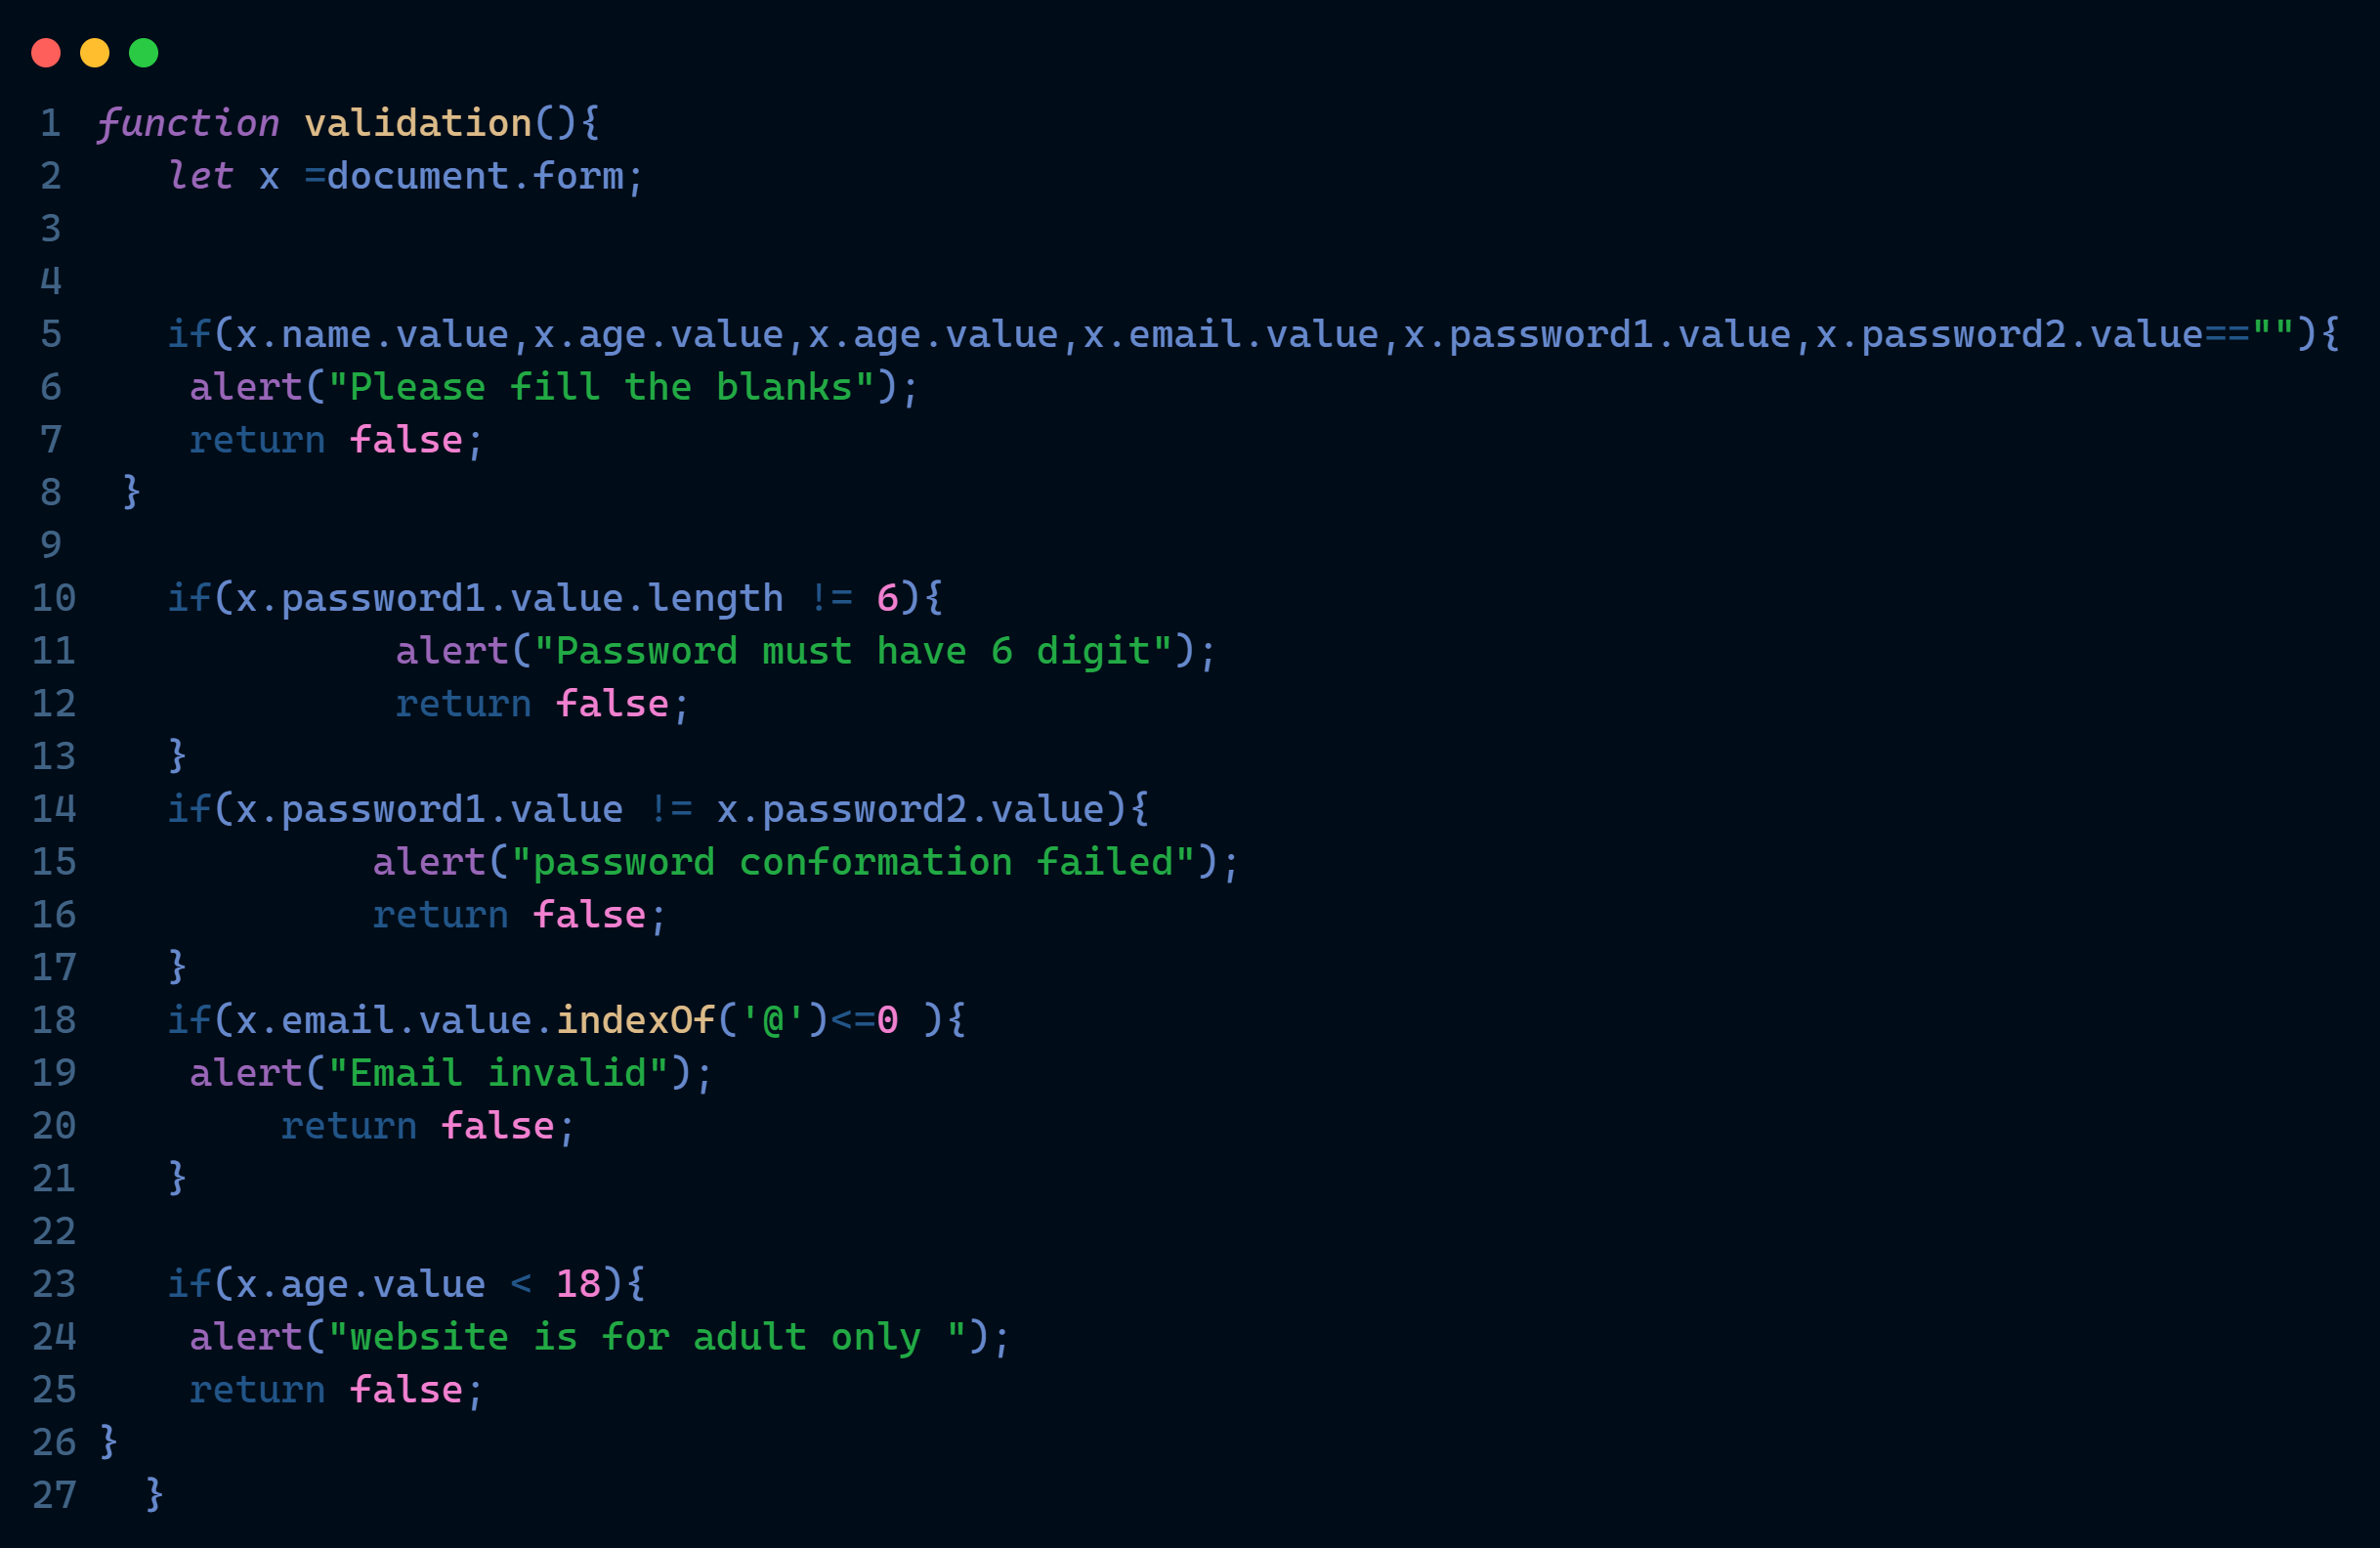 1 function validation(){
2    let x =document.form;
3
4
5    if(x.name.value,x.age.value,x.age.value,x.email.value,x.password1.value,x.password2.value==""){
6     alert("Please fill the blanks");
7     return false;
8  }
9
10    if(x.password1.value.length != 6){
11              alert("Password must have 6 digit");
12              return false;
13    }
14    if(x.password1.value != x.password2.value){
15             alert("password conformation failed");
16             return false;
17    }
18    if(x.email.value.indexOf('@')<=0 ){
19     alert("Email invalid");
20         return false;
21    }
22
23    if(x.age.value < 18){
24     alert("website is for adult only ");
25     return false;
26 }
27   }